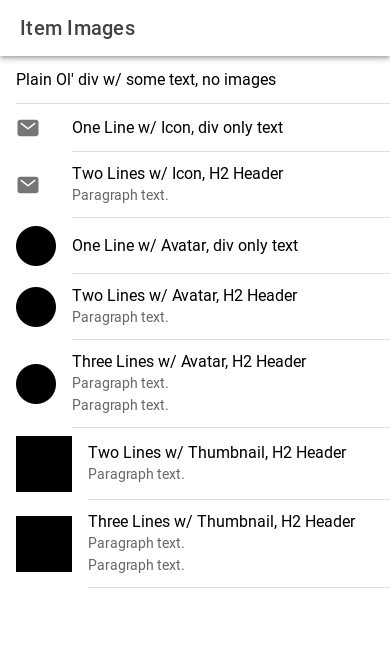 Item Images
Plain Ol' div w/ some text, no images
One Line w/ Icon, div only text
Two Lines w/ Icon, H2 Header
Paragraph text.
One Line w/ Avatar, div only text
Two Lines w/ Avatar, H2 Header
Paragraph text.
Three Lines w/ Avatar, H2 Header
Paragraph text.
Paragraph text.
Two Lines w/ Thumbnail, H2 Header
Paragraph text.
Three Lines w/ Thumbnail, H2 Header
Paragraph text.
Paragraph text.